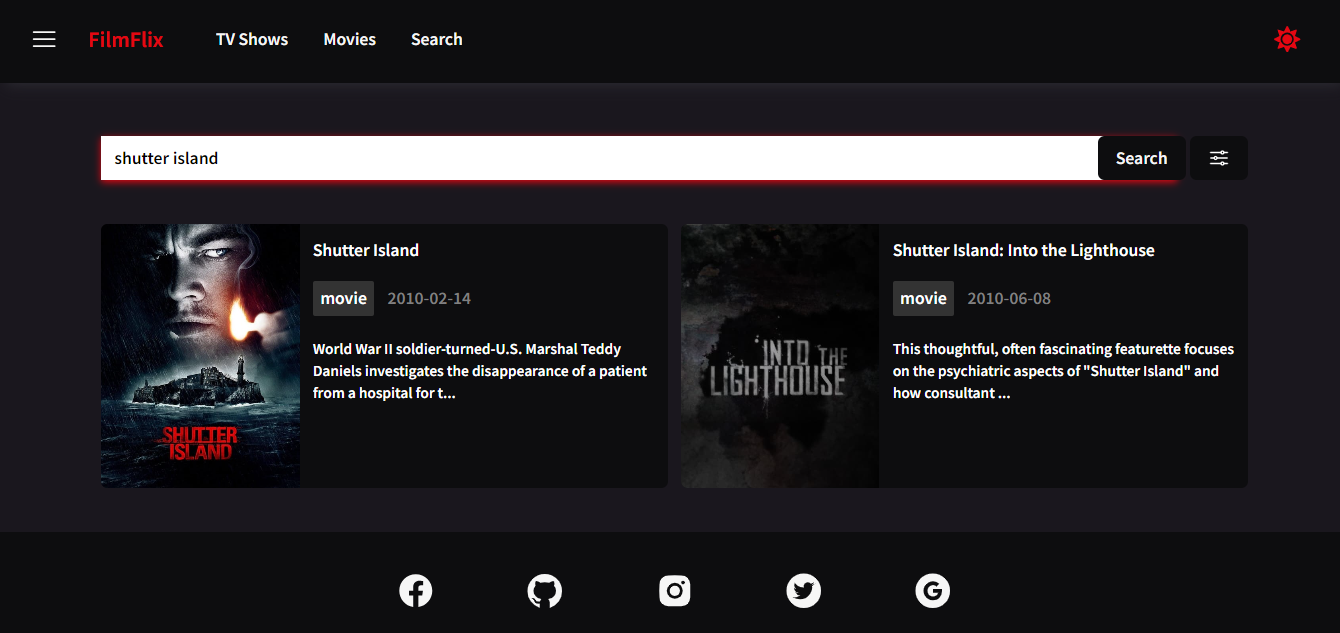 FilmFlix
TV Shows
Movies
Search
shutter island
Search
SHUTTER
ISLAND
Shutter Island
movie
2010-02-14
World War II soldier-turned-U.S. Marshal Teddy
Daniels investigates the disappearance of a patient
from a hospital for t...
INTO THE
LIGHTHOUSE
Shutter Island: Into the Lighthouse
movie
2010-06-08
This thoughtful, often fascinating featurette focuses
on the psychiatric aspects of "Shutter Island" and
how consultant ...